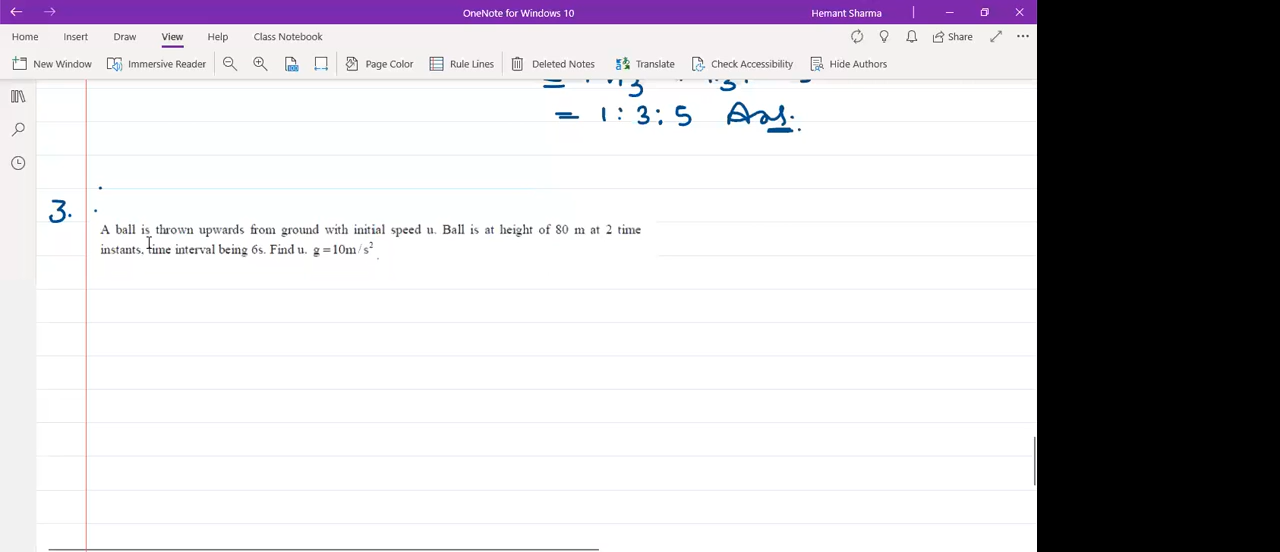 OneNote for Windows 10
Hemant Sharma
Home Insert Draw View Help Class Notebook
Share
New Window Immersive Reader Page Color Rule Lines Deleted Notes Translate Check Accessibility Hide Authors
= 1 : 3 : 5 Ans.
3.
A ball is thrown upwards from ground with initial speed u. Ball is at height of 80 m at 2 time
instants, time interval being 6s. Find u. g = 10m/s²